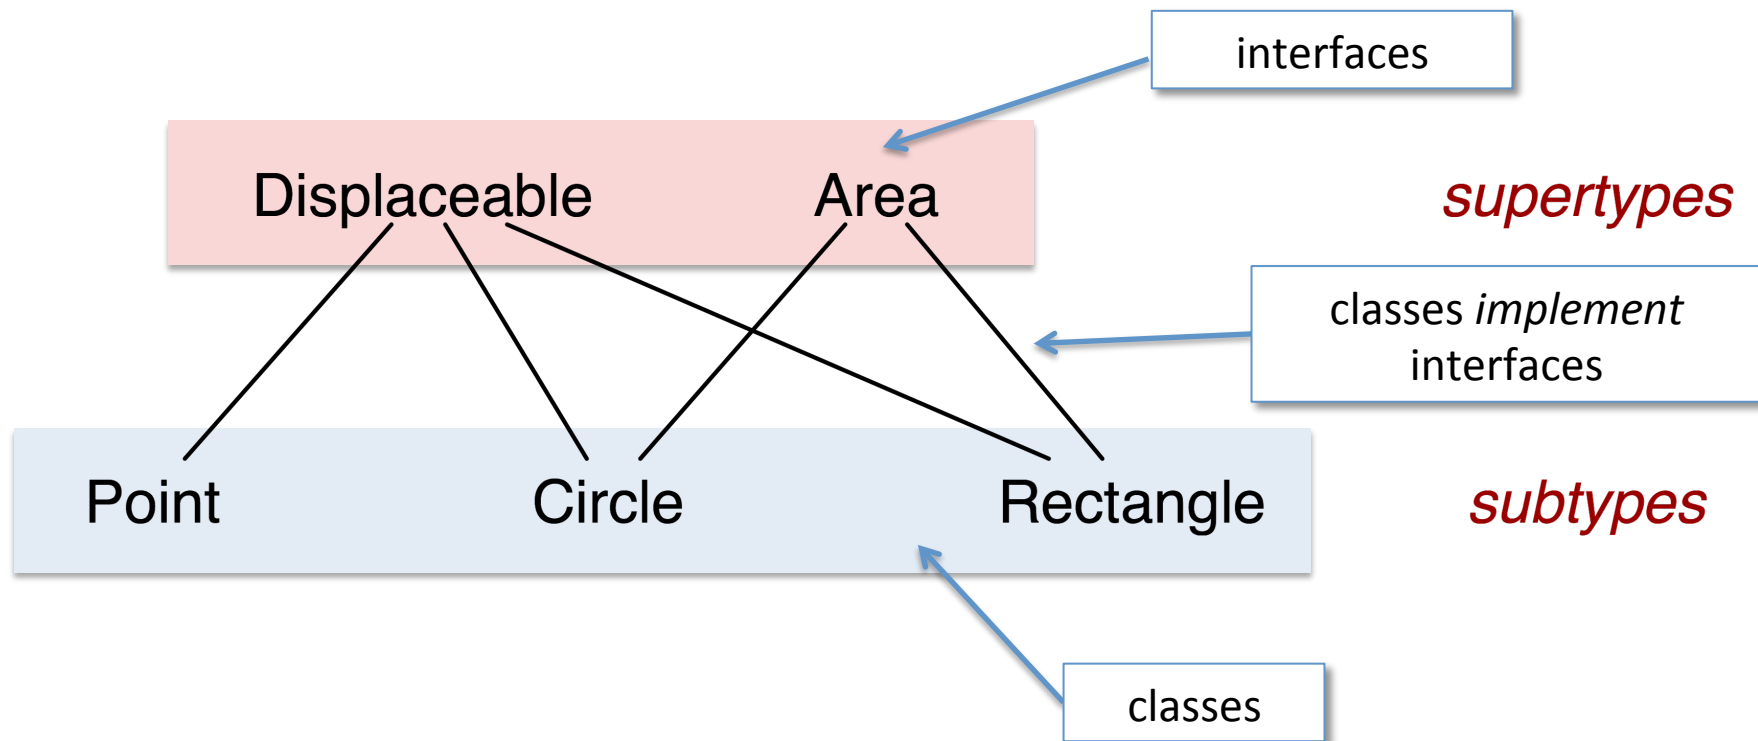 interfaces
Displaceable Area
supertypes
classes implement
interfaces
Point Circle Rectangle
subtypes
classes